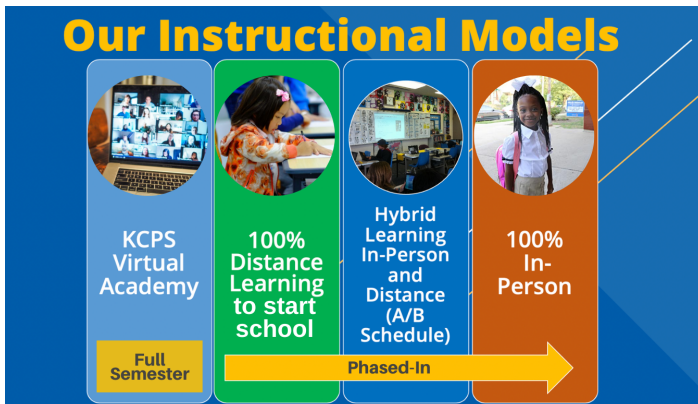 Our Instructional Models
KCPS
Virtual
Academy
100%
Distance
Learning
to start
school
Hybrid
Learning
In-Person
and
Distance
(A/B
Schedule)
100%
In-
Person
Full
Semester
Phased-In